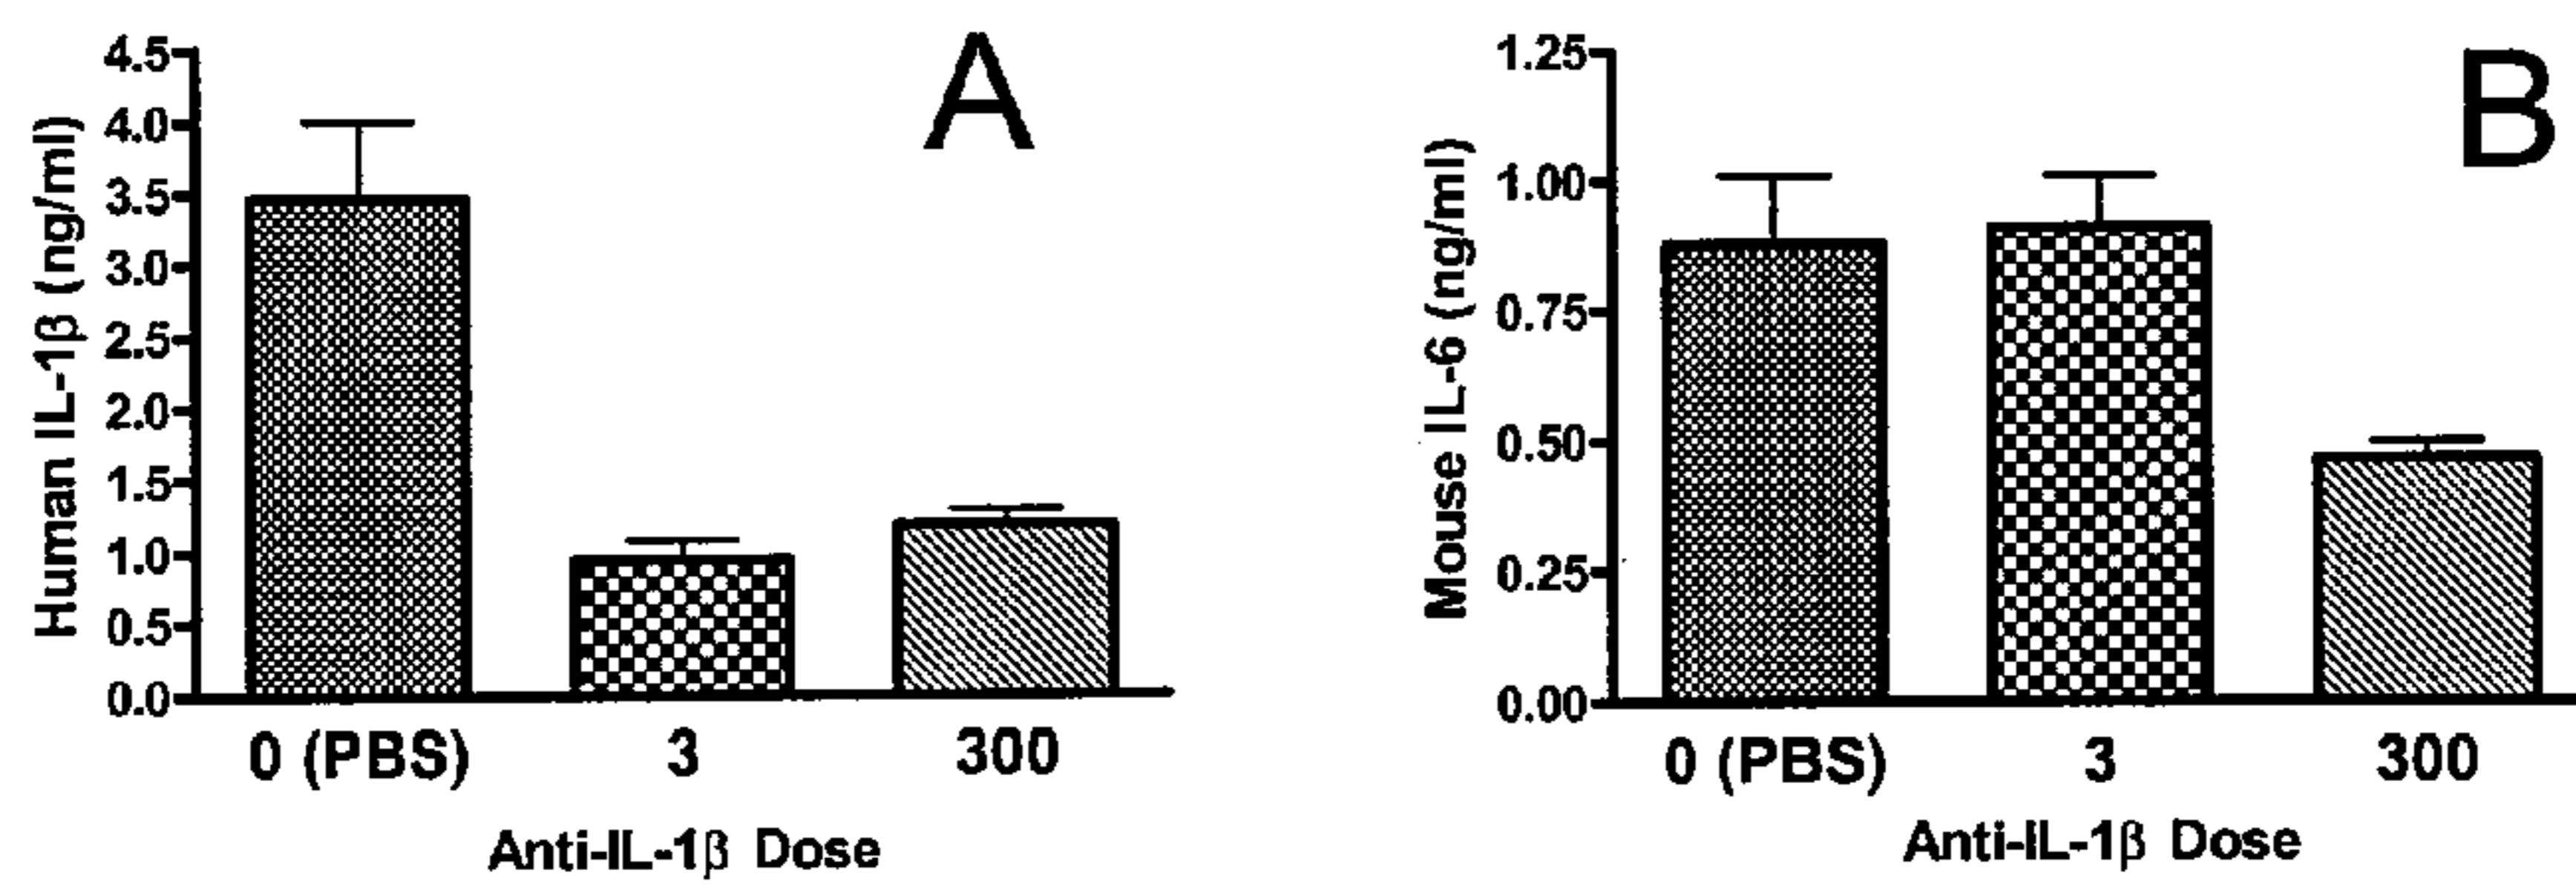 A
Human IL-1β (ng/ml)
4.5
4.0
3.5
3.0
2.5
2.0
1.5
1.0
0.5
0.0
0 (PBS)
3
300
Anti-IL-1β Dose
B
Mouse IL-6 (ng/ml)
1.25
1.00
0.75
0.50
0.25
0.00
0 (PBS)
3
300
Anti-IL-1β Dose